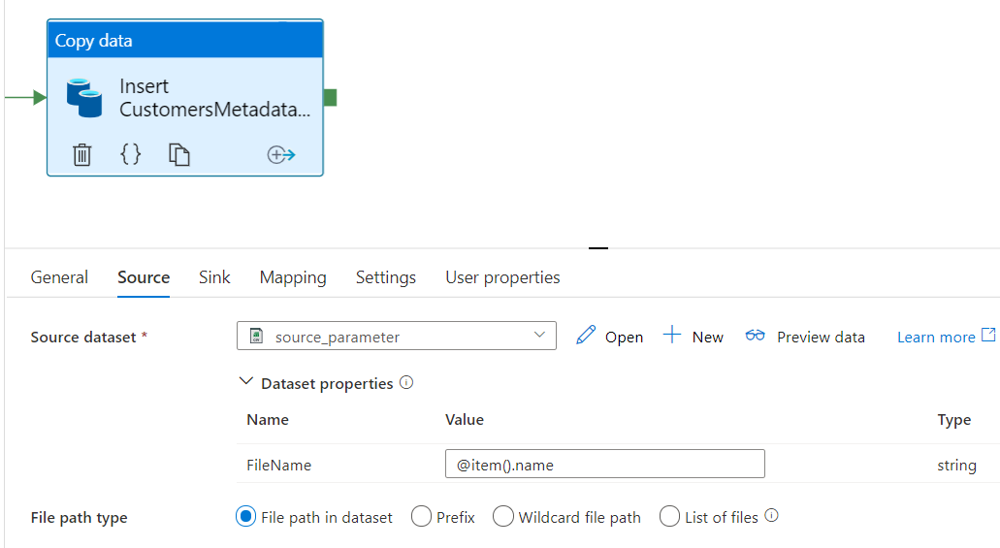 Copy data
Insert
CustomersMetadata...
General Source Sink Mapping Settings User properties
Source dataset * source_parameter Open New Preview data Learn more
Dataset properties
Name Value Type
FileName @item().name string
File path type File path in dataset Prefix Wildcard file path List of files